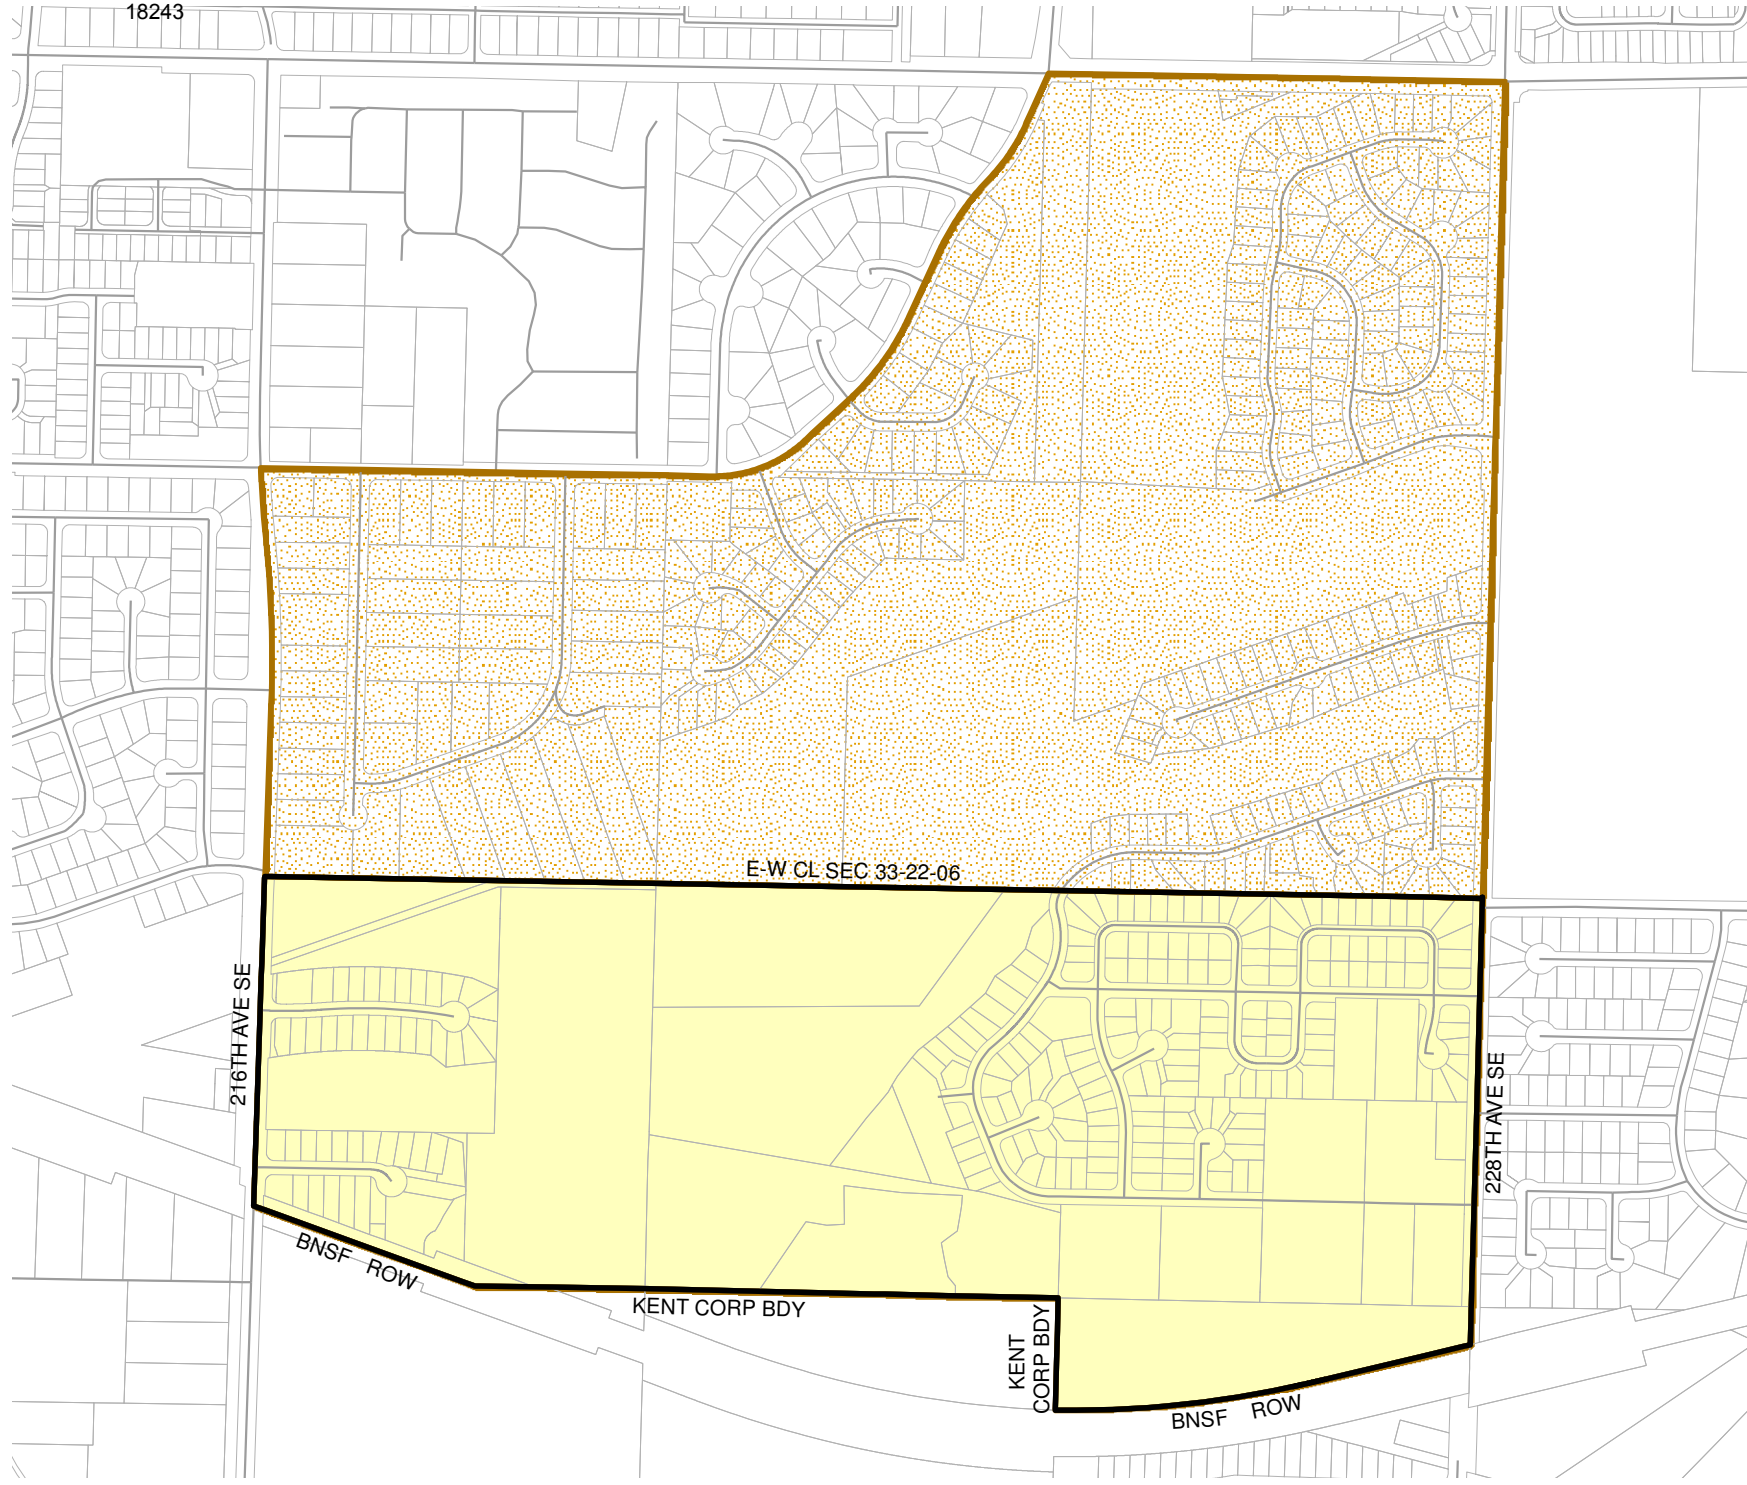 18243
E-W CL SEC 33-22-06
216TH AVE SE
228TH AVE SE
BNSF ROW
KENT CORP BDY
KENT
CORP BDY
BNSF ROW